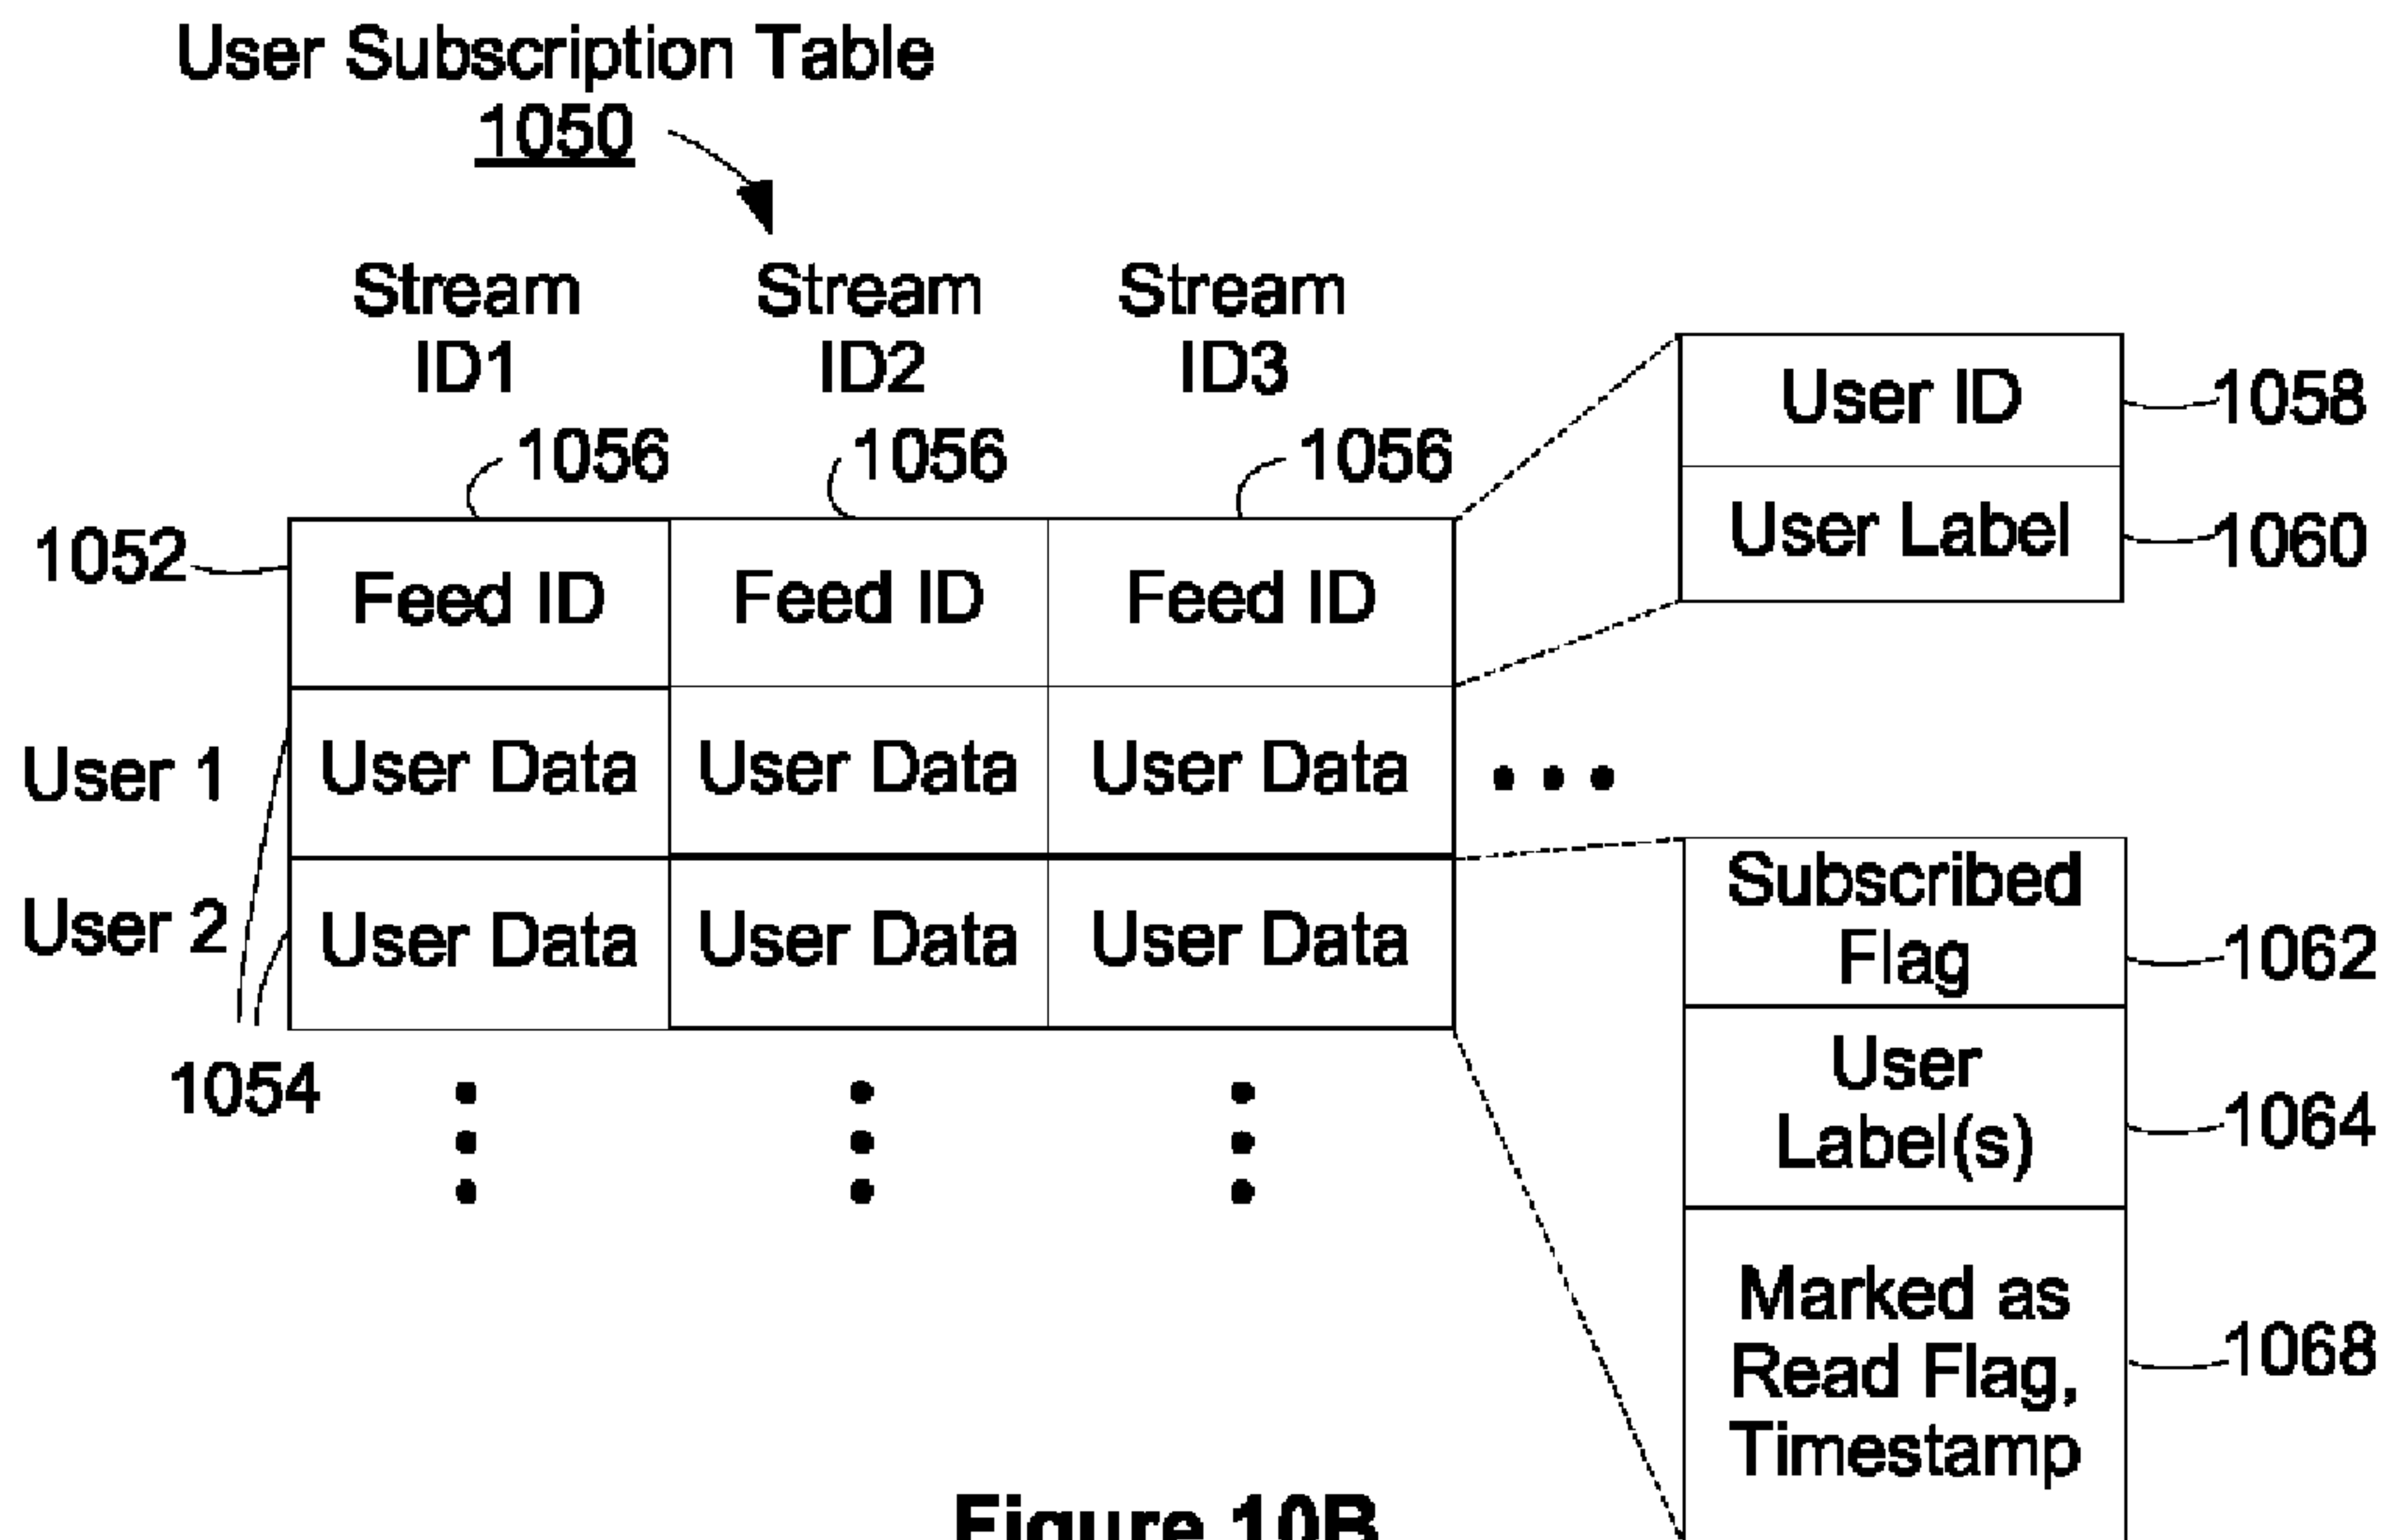 User Subscription Table
1050
Stream ID1
Stream ID2
Stream ID3
1056
1056
1056
1052
Feed ID
Feed ID
Feed ID
User ID
1058
User Label
1060
User 1
User Data
User Data
User Data
User 2
User Data
User Data
User Data
1054
Subscribed
Flag
1062
User
Label(s)
1064
Marked as
Read Flag,
Timestamp
1068
Figure 10B